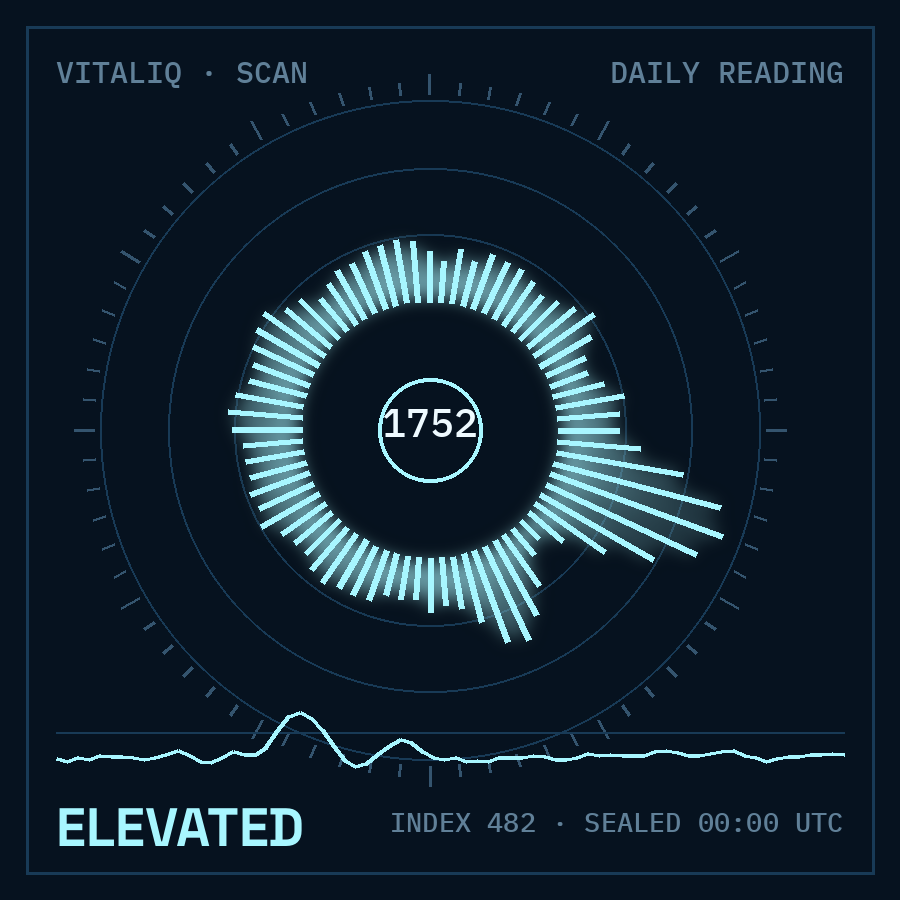 VITALIQ · SCAN
DAILY READING
1752
ELEVATED
INDEX 482 · SEALED 00:00 UTC